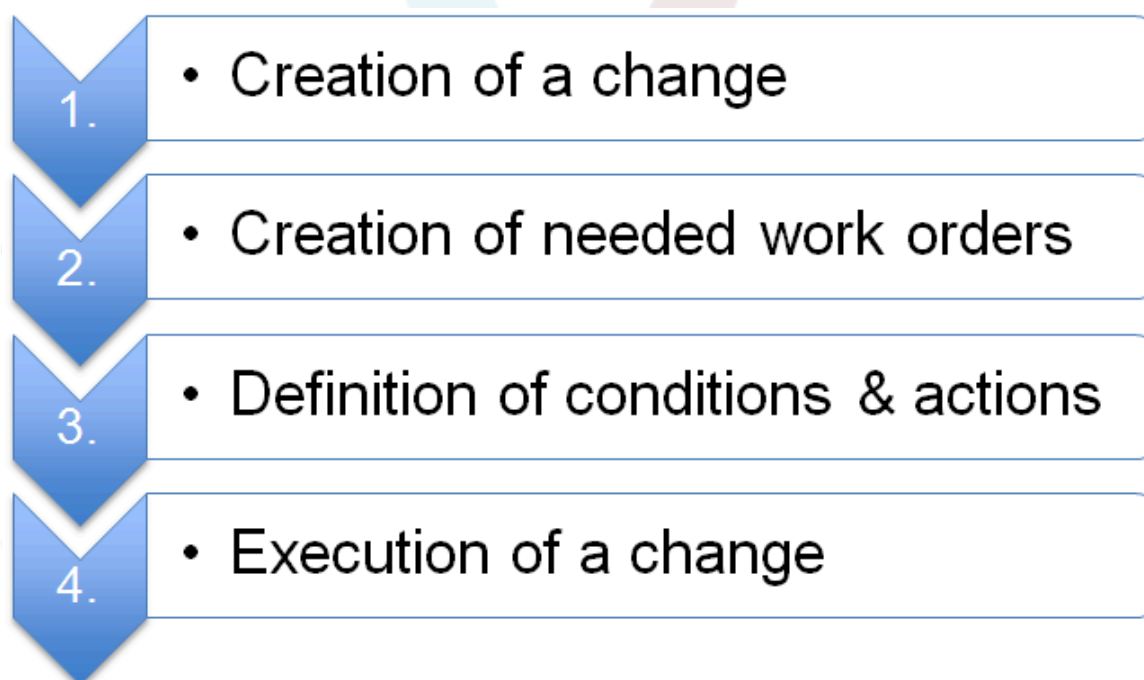 1. • Creation of a change
2. • Creation of needed work orders
3. • Definition of conditions & actions
4. • Execution of a change